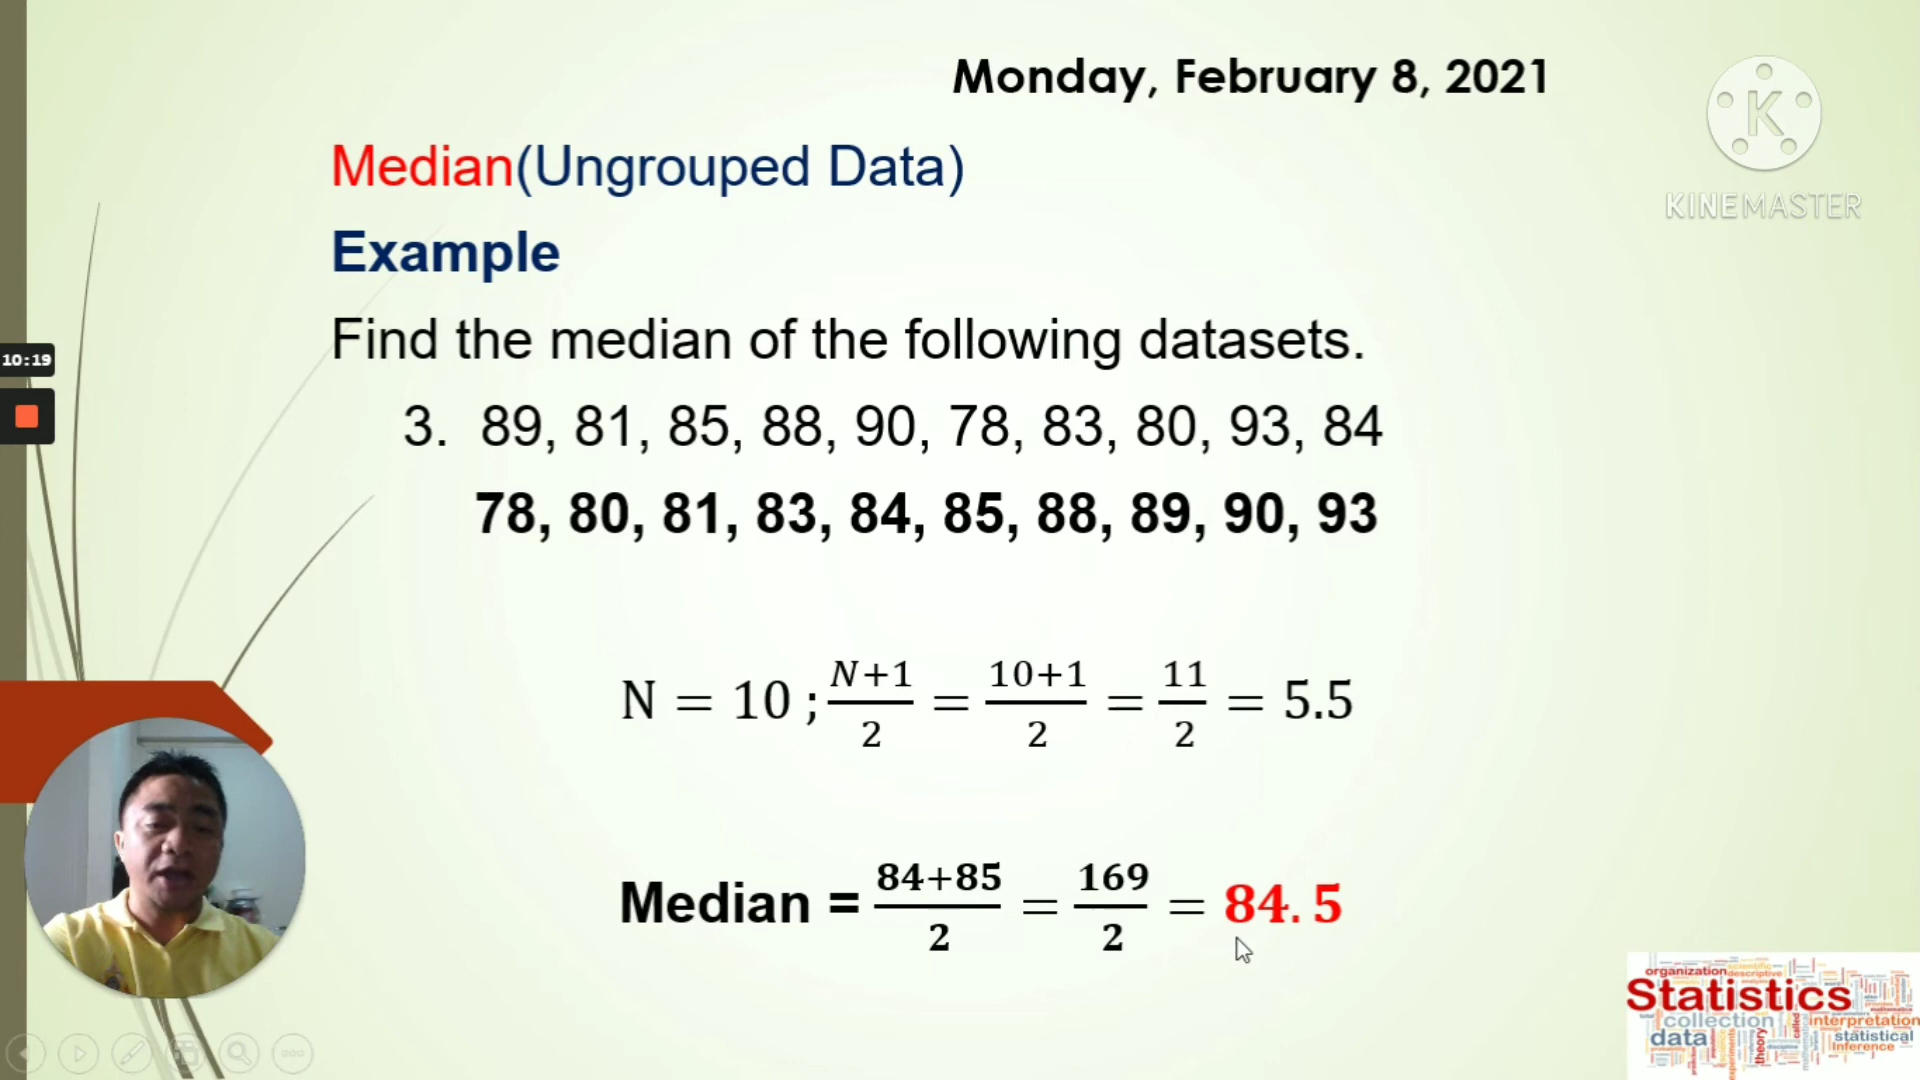 Monday, February 8, 2021
KINEMASTER
Median(Ungrouped Data)
Example
Find the median of the following datasets.
10:19
3. 89, 81, 85, 88, 90, 78, 83, 80, 93, 84
78, 80, 81, 83, 84, 85, 88, 89, 90, 93
N = 10 ; N+1/2 = 10+1/2 = 11/2 = 5.5
Median = 84+85/2 = 169/2 = 84.5
organization scientific
descriptive
Statistics
collection interpretation
data theory statistical
inference